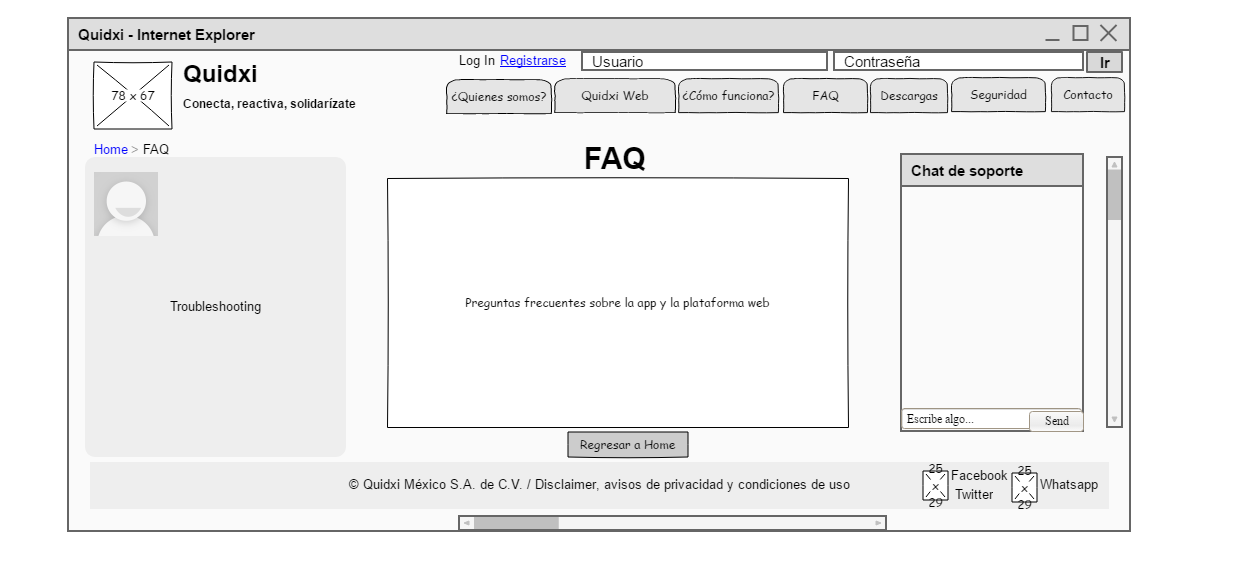 Quidxi - Internet Explorer
Log In Registrarse Usuario Contraseña Ir
78 x 67
Quidxi
Conecta, reactiva, solidarízate
¿Quienes somos? Quidxi Web ¿Cómo funciona? FAQ Descargas Seguridad Contacto
Home > FAQ
FAQ
Chat de soporte
Troubleshooting
Preguntas frecuentes sobre la app y la plataforma web
Escribe algo... Send
Regresar a Home
© Quidxi México S.A. de C.V. / Disclaimer, avisos de privacidad y condiciones de uso
25 x 29
Facebook
Twitter
25 x 29
Whatsapp